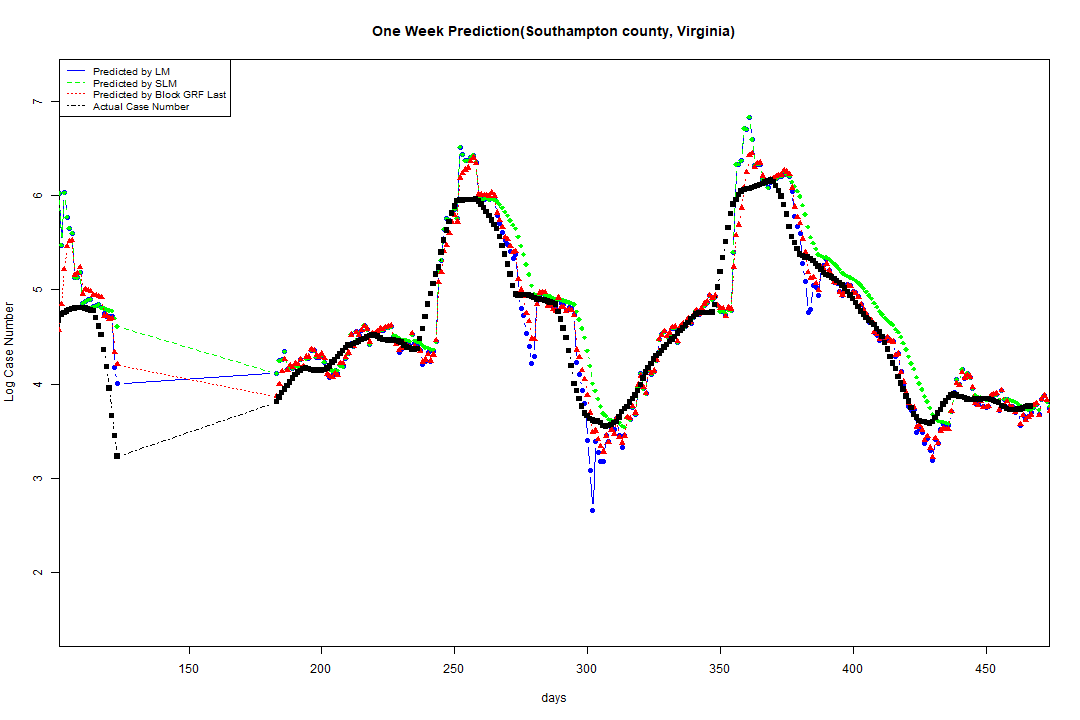 One Week Prediction(Southampton county, Virginia)
Predicted by LM
Predicted by SLM
Predicted by Block GRF Last
Actual Case Number
Log Case Number
7
6
5
4
3
2
150 200 250 300 350 400 450
days